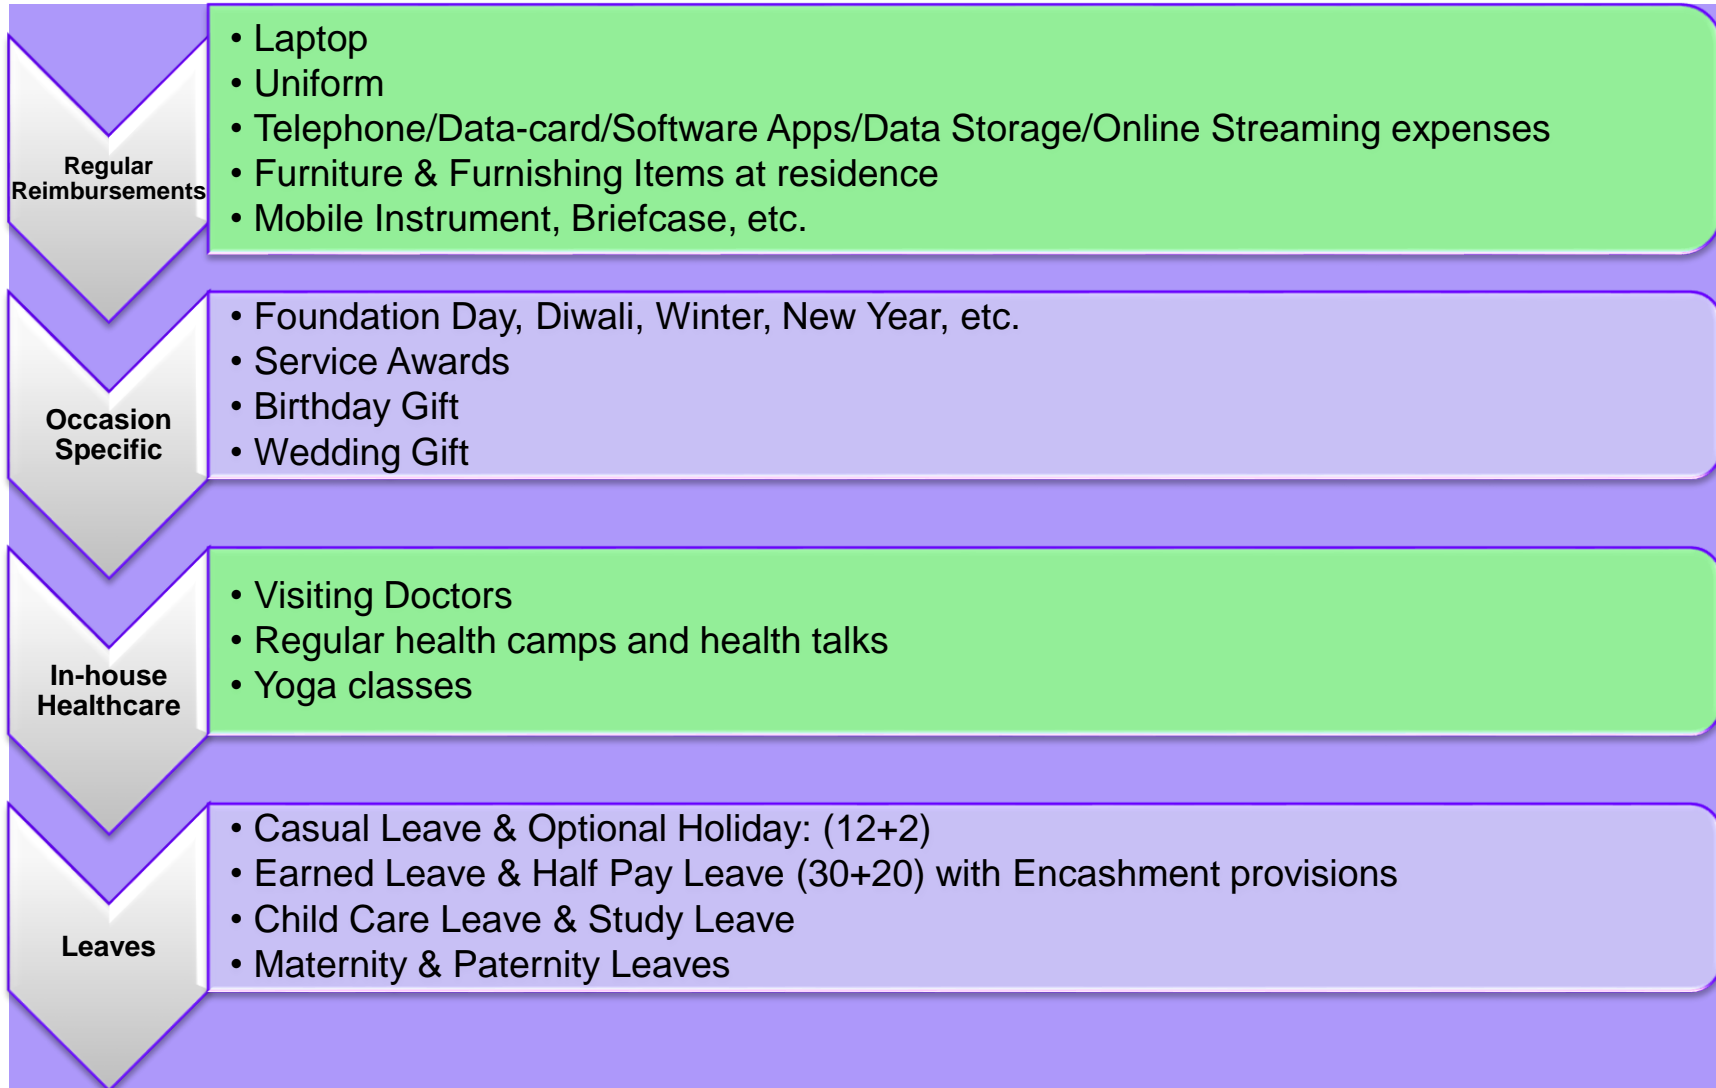 Regular
Reimbursements
• Laptop
• Uniform
• Telephone/Data-card/Software Apps/Data Storage/Online Streaming expenses
• Furniture & Furnishing Items at residence
• Mobile Instrument, Briefcase, etc.
Occasion
Specific
• Foundation Day, Diwali, Winter, New Year, etc.
• Service Awards
• Birthday Gift
• Wedding Gift
In-house
Healthcare
• Visiting Doctors
• Regular health camps and health talks
• Yoga classes
Leaves
• Casual Leave & Optional Holiday: (12+2)
• Earned Leave & Half Pay Leave (30+20) with Encashment provisions
• Child Care Leave & Study Leave
• Maternity & Paternity Leaves